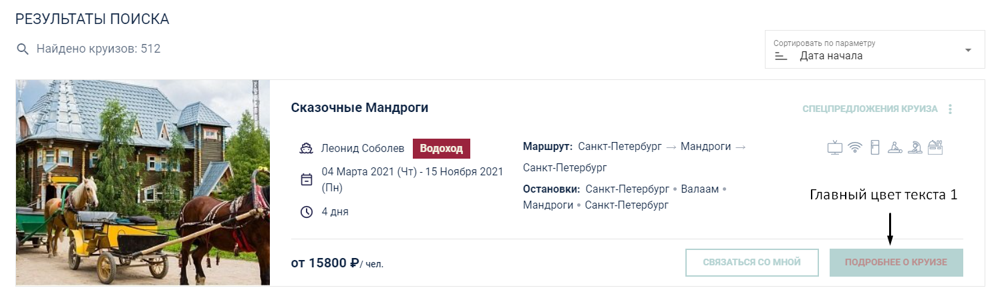 РЕЗУЛЬТАТЫ ПОИСКА
Найдено круизов: 512
Сортировать по параметру
Дата начала
Сказочные Мандроги
СПЕЦПРЕДЛОЖЕНИЯ КРУИЗА
Леонид Соболев Водоход
04 Марта 2021 (Чт) - 15 Ноября 2021
(Пн)
4 дня
Маршрут: Санкт-Петербург → Мандроги →
Санкт-Петербург
Остановки: Санкт-Петербург • Валаам •
Мандроги • Санкт-Петербург
Главный цвет текста 1
от 15800 ₽/ чел.
СВЯЗАТЬСЯ СО МНОЙ
ПОДРОБНЕЕ О КРУИЗЕ